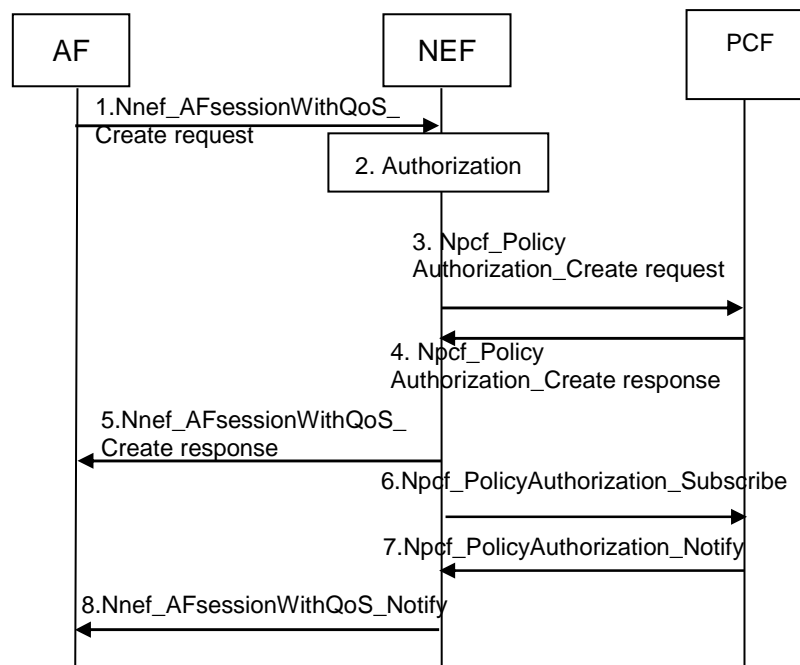 AF
NEF
PCF
1.Nnef_AFsessionWithQoS_
Create request
2. Authorization
3. Npcf_Policy
Authorization_Create request
4. Npcf_Policy
Authorization_Create response
5.Nnef_AFsessionWithQoS_
Create response
6.Npcf_PolicyAuthorization_Subscribe
7.Npcf_PolicyAuthorization_Notify
8.Nnef_AFsessionWithQoS_Notify